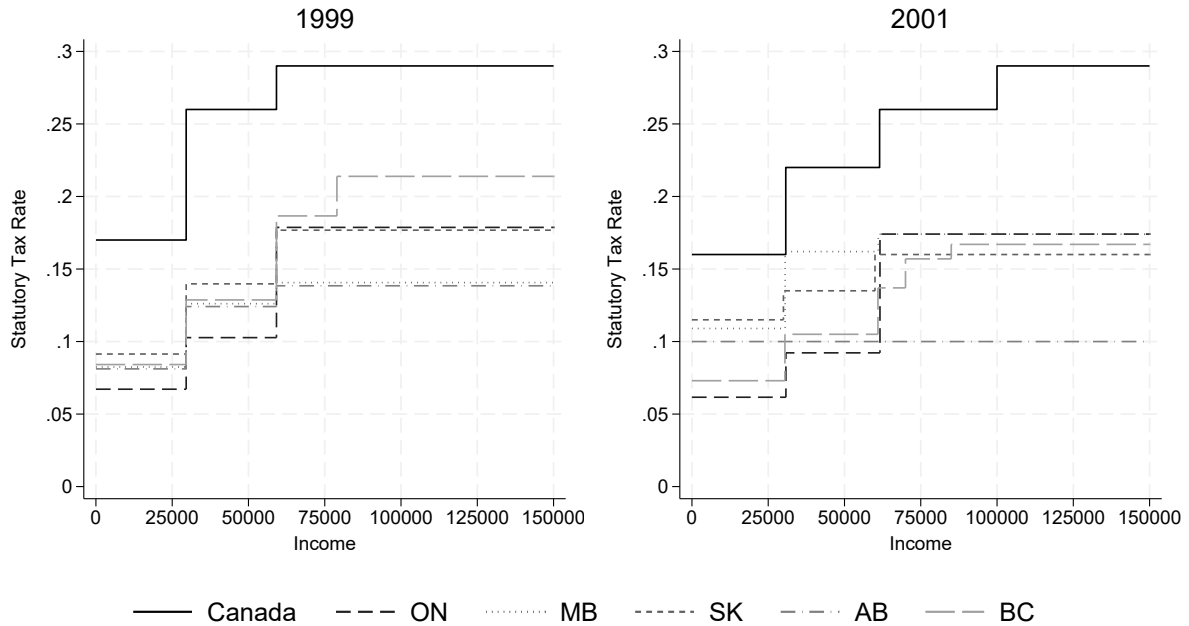 1999
2001
Statutory Tax Rate
.3
.25
.2
.15
.1
.05
0
0 25000 50000 75000 100000 125000 150000
Income
Statutory Tax Rate
.3
.25
.2
.15
.1
.05
0
0 25000 50000 75000 100000 125000 150000
Income
Canada ON MB SK AB BC